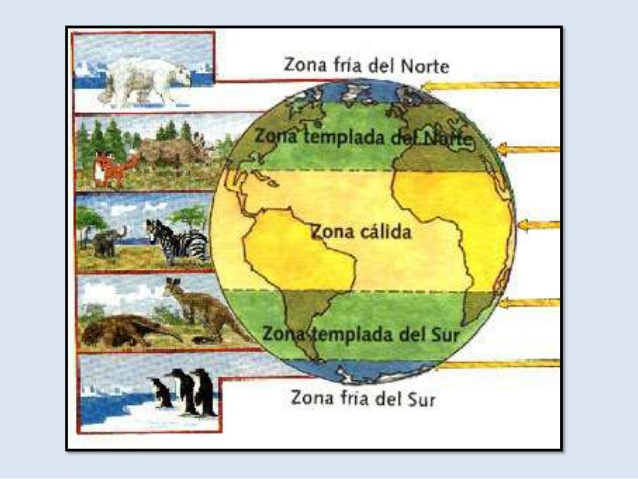 Zona fría del Norte
Zona templada del Norte
Zona cálida
Zona templada del Sur
Zona fría del Sur